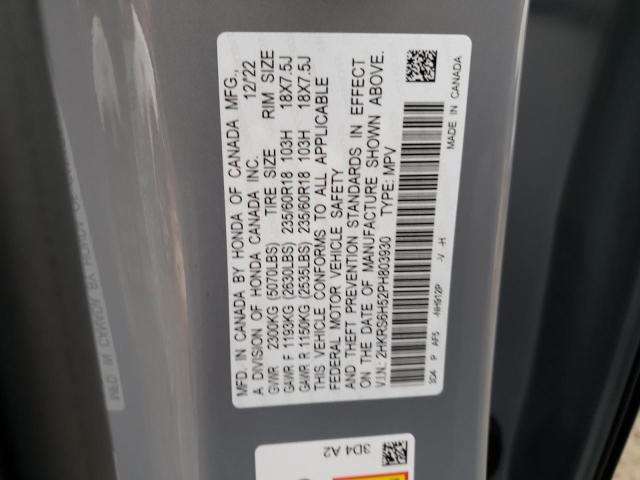 MFD. IN CANADA BY HONDA OF CANADA MFG.,
A DIVISION OF HONDA CANADA INC. 12/22
GVWR 2300KG (5070LBS) TIRE SIZE RIM SIZE
GAWR F 1193KG (2630LBS) 235/60R18 103H 18X7.5J
GAWR R 1150KG (2535LBS) 235/60R18 103H 18X7.5J
THIS VEHICLE CONFORMS TO ALL APPLICABLE
FEDERAL MOTOR VEHICLE SAFETY
AND THEFT PREVENTION STANDARDS IN EFFECT
ON THE DATE OF MANUFACTURE SHOWN ABOVE.
V.I.N: 2HKRS6H52PH803930 TYPE: MPV
3D4 P AF5 -NH912P -V -H
MADE IN CANADA
3D4 A2